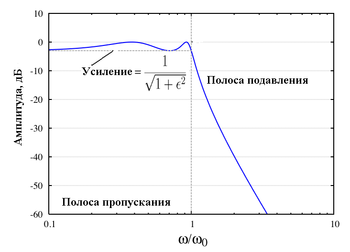 10
0
-10
-20
-30
-40
-50
-60
Амплитуда, дБ
Усиление = 1 / √1 + ϵ²
Полоса подавления
Полоса пропускания
0.1
1
10
ω/ω₀